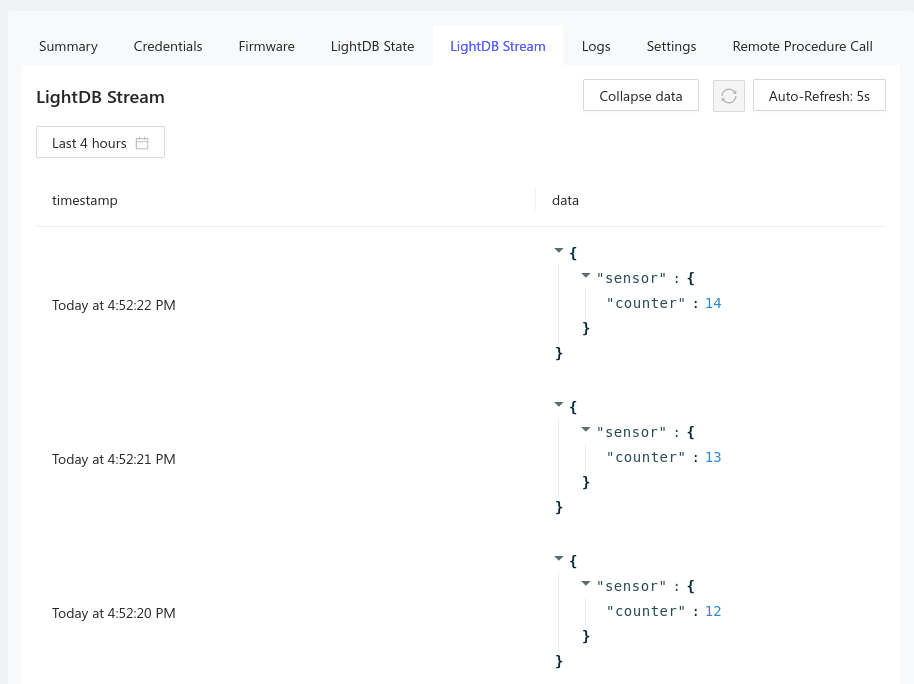 Summary Credentials Firmware LightDB State LightDB Stream Logs Settings Remote Procedure Call
LightDB Stream Collapse data Auto-Refresh: 5s
Last 4 hours
timestamp data
{
"sensor" : {
Today at 4:52:22 PM "counter" : 14
}
}
{
"sensor" : {
Today at 4:52:21 PM "counter" : 13
}
}
{
"sensor" : {
Today at 4:52:20 PM "counter" : 12
}
}